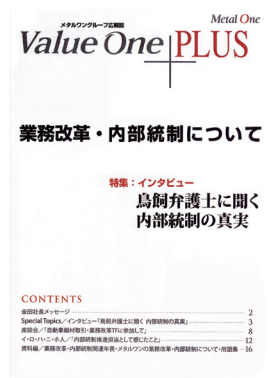 メタルワングループ広報誌
Metal One
Value One PLUS
業務改革・内部統制について
特集：インタビュー
鳥飼弁護士に聞く
内部統制の真実
CONTENTS
金田社長メッセージ 2
Special Topics／インタビュー「鳥飼弁護士に聞く 内部統制の真実」 3
座談会／「自動車鋼材取引・業務改革TFに参加して」 8
イ・ロ・ハ・ニ・ホ人／「内部統制推進担当として感じたこと」 12
資料編／業務改革・内部統制関連年表・メタルワンの業務改革・内部統制について・用語集 16